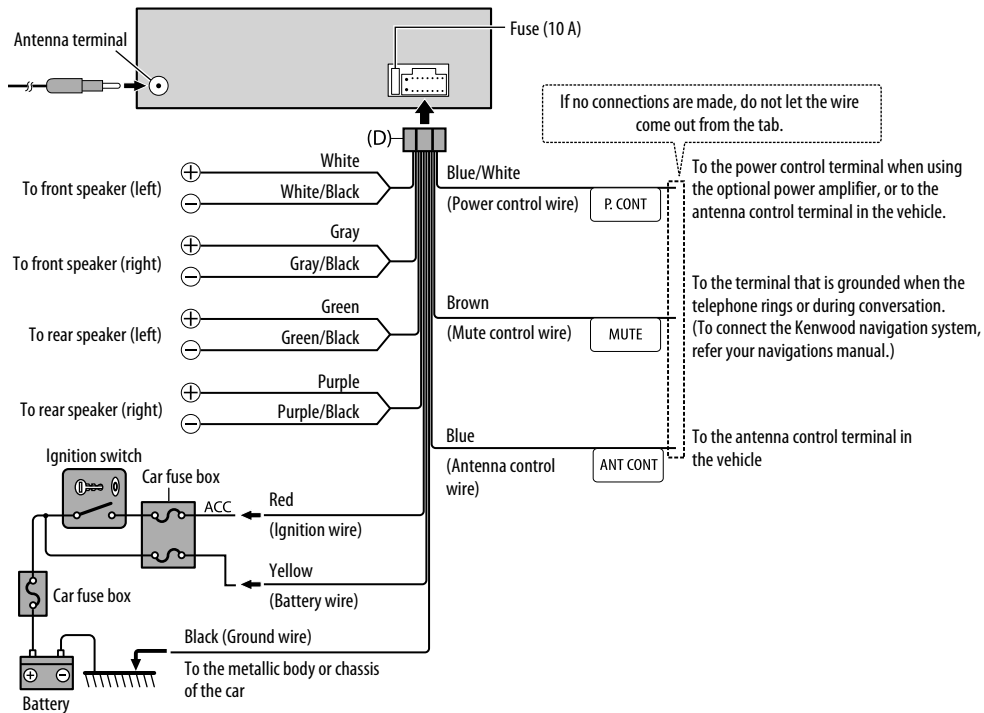 Antenna terminal
Fuse (10 A)
If no connections are made, do not let the wire
come out from the tab.
(D)
To front speaker (left)
+
White
−
White/Black
To front speaker (right)
+
Gray
−
Gray/Black
To rear speaker (left)
+
Green
−
Green/Black
To rear speaker (right)
+
Purple
−
Purple/Black
Blue/White
(Power control wire)
P. CONT
To the power control terminal when using
the optional power amplifier, or to the
antenna control terminal in the vehicle.
Brown
(Mute control wire)
MUTE
To the terminal that is grounded when the
telephone rings or during conversation.
(To connect the Kenwood navigation system,
refer your navigations manual.)
Blue
(Antenna control
wire)
ANT CONT
To the antenna control terminal in
the vehicle
Ignition switch
Car fuse box
ACC
Red
(Ignition wire)
Yellow
(Battery wire)
Car fuse box
Black (Ground wire)
To the metallic body or chassis
of the car
+ −
Battery